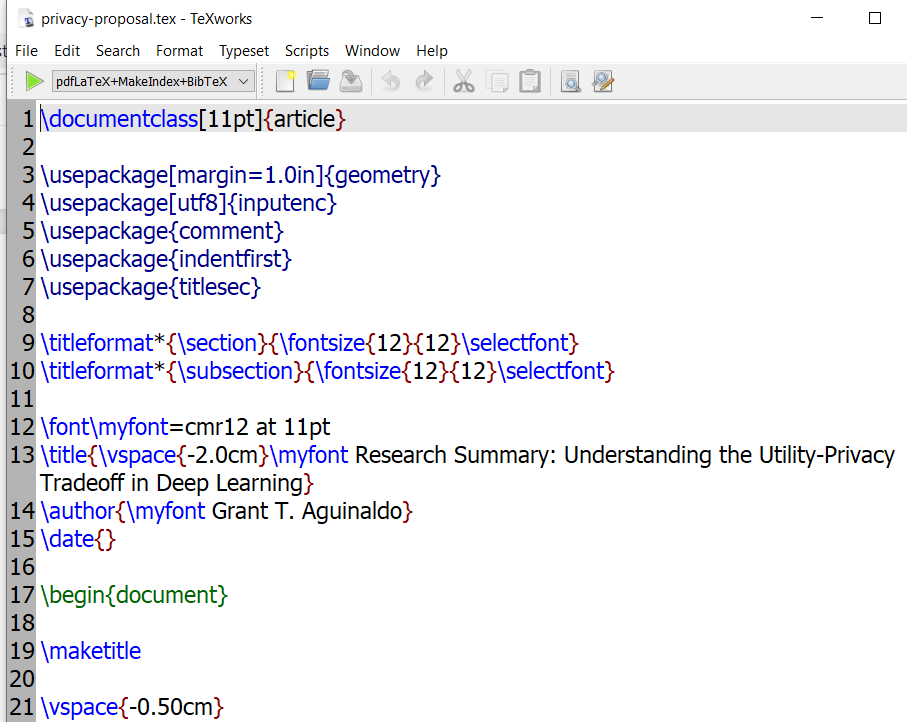 privacy-proposal.tex - TeXworks
File Edit Search Format Typeset Scripts Window Help
pdfLaTeX+MakeIndex+BibTeX
1 \documentclass[11pt]{article}
2
3 \usepackage[margin=1.0in]{geometry}
4 \usepackage[utf8]{inputenc}
5 \usepackage{comment}
6 \usepackage{indentfirst}
7 \usepackage{titlesec}
8
9 \titleformat*{\section}{\fontsize{12}{12}\selectfont}
10 \titleformat*{\subsection}{\fontsize{12}{12}\selectfont}
11
12 \font\myfont=cmr12 at 11pt
13 \title{\vspace{-2.0cm}\myfont Research Summary: Understanding the Utility-Privacy
Tradeoff in Deep Learning}
14 \author{\myfont Grant T. Aguinaldo}
15 \date{}
16
17 \begin{document}
18
19 \maketitle
20
21 \vspace{-0.50cm}